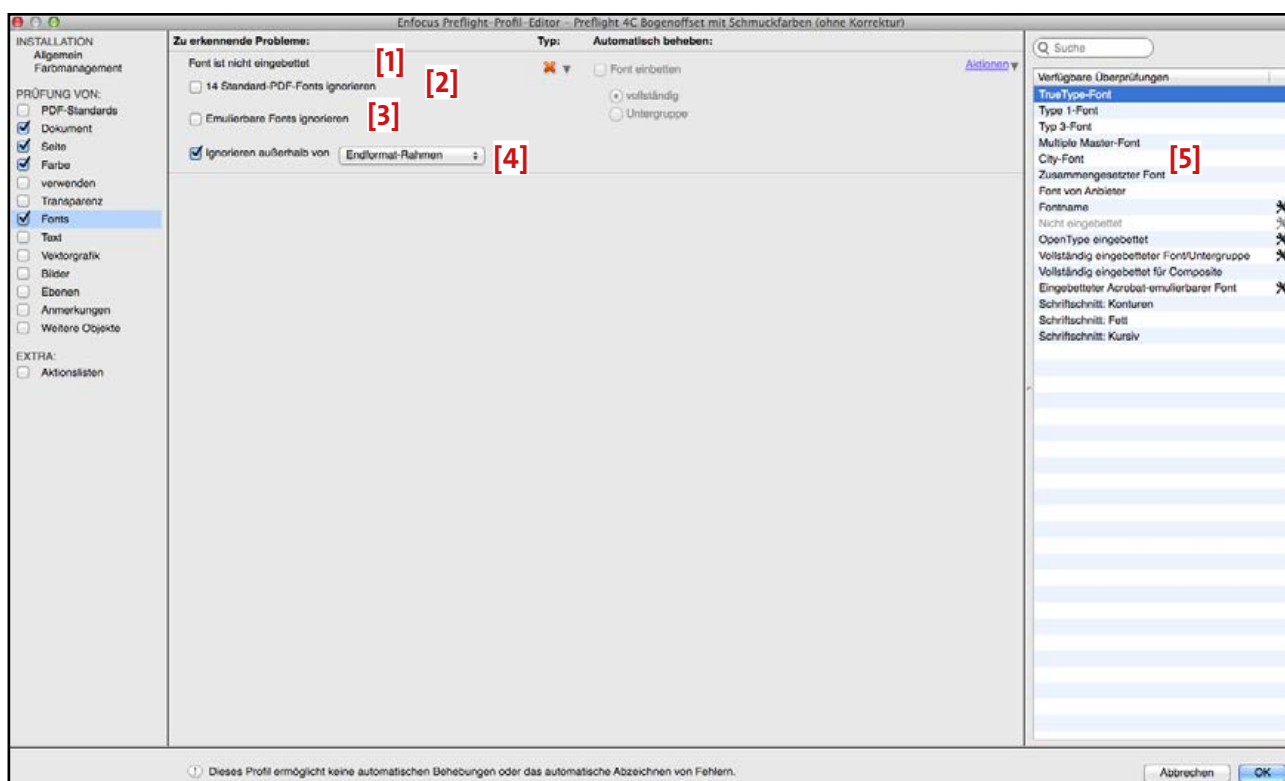 Enfocus Preflight-Profil-Editor – Preflight 4C Bogenoffset mit Schmuckfarben (ohne Korrektur)
INSTALLATION
Allgemein
Farbmanagement
PRÜFUNG VON:
PDF-Standards
Dokument
Seite
Farbe
verwenden
Transparenz
Fonts
Text
Vektorgrafik
Bilder
Ebenen
Anmerkungen
Weitere Objekte
EXTRA:
Aktionslisten
Zu erkennende Probleme: Typ: Automatisch beheben:
Font ist nicht eingebettet [1] Font einbetten Aktionen
14 Standard-PDF-Fonts ignorieren [2] vollständig
Untergruppe
Emulierbare Fonts ignorieren [3]
Ignorieren außerhalb von Endformat-Rahmen [4]
Suche
Verfügbare Überprüfungen
TrueType-Font
Type 1-Font
Typ 3-Font
Multiple Master-Font
City-Font
[5]
Zusammengesetzter Font
Font von Anbieter
Fontname
Nicht eingebettet
OpenType eingebettet
Vollständig eingebetteter Font/Untergruppe
Vollständig eingebettet für Composite
Eingebetteter Acrobat-emulierbarer Font
Schriftschnitt: Konturen
Schriftschnitt: Fett
Schriftschnitt: Kursiv
Dieses Profil ermöglicht keine automatischen Behebungen oder das automatische Abzeichnen von Fehlern.
Abbrechen OK